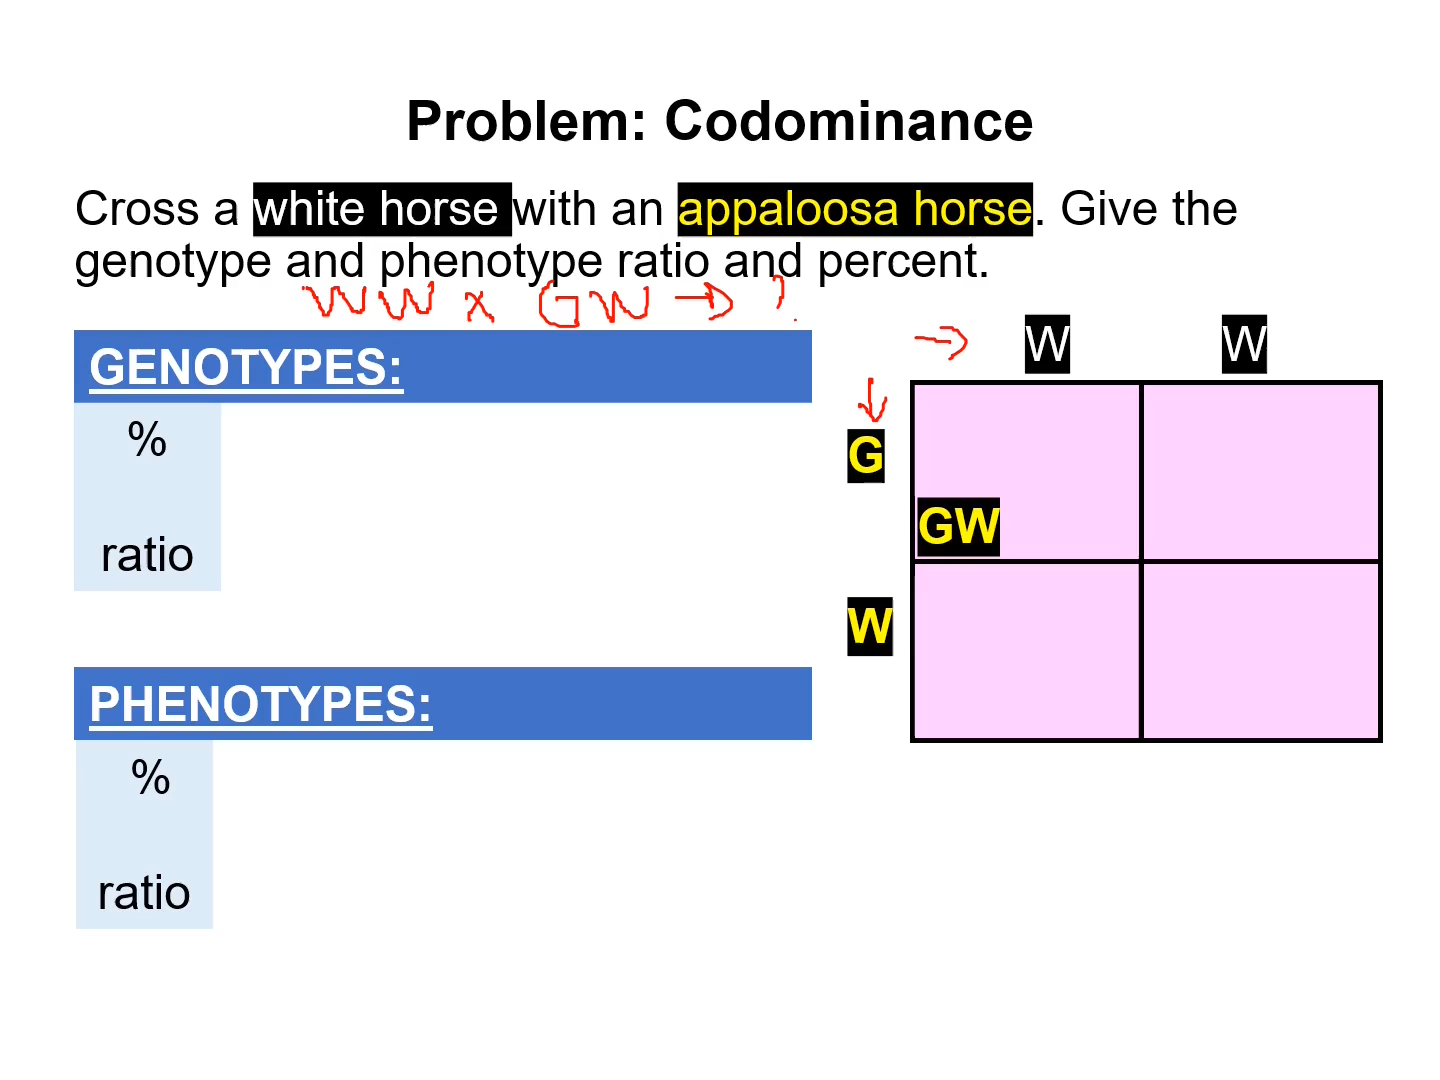 Problem: Codominance
Cross a white horse with an appaloosa horse. Give the
genotype and phenotype ratio and percent.
WW x GW → ?
GENOTYPES:
%
ratio
PHENOTYPES:
%
ratio
→ W W
↓
G
GW
W